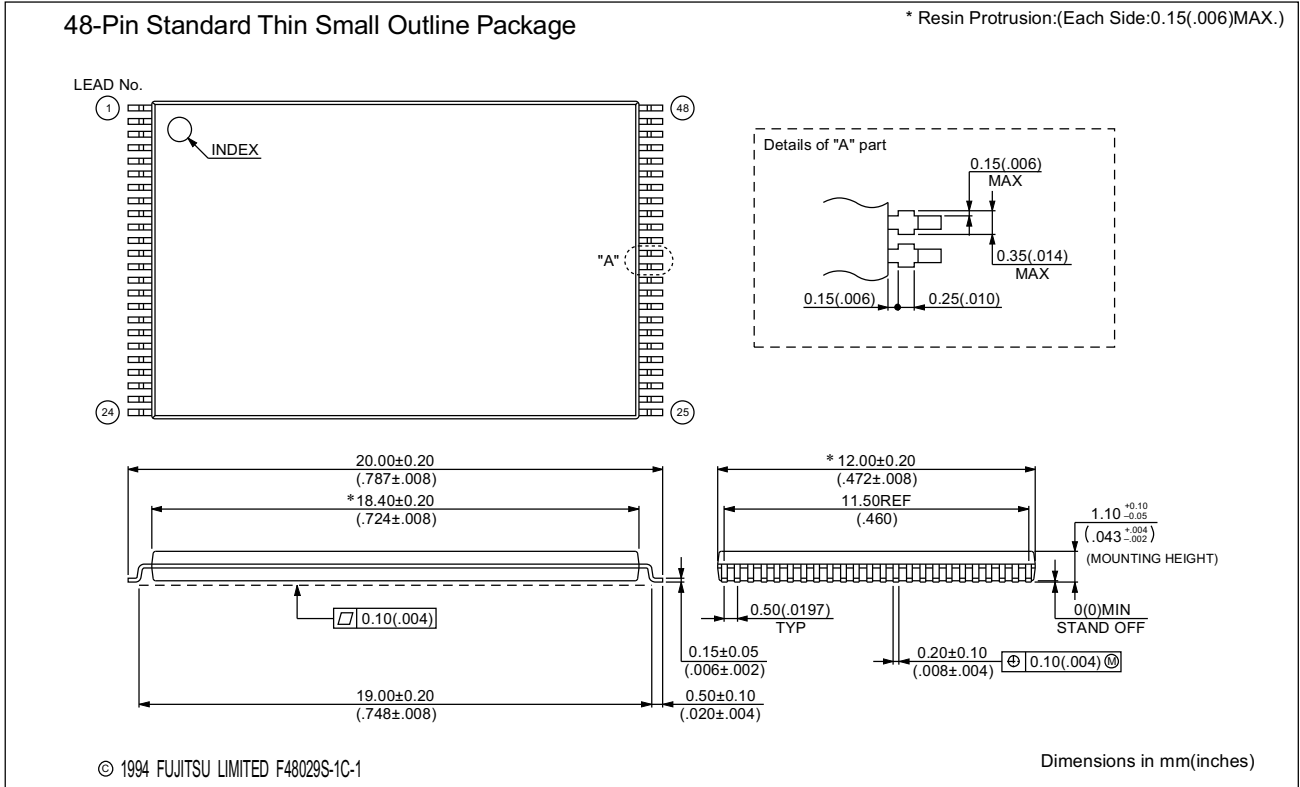 48-Pin Standard Thin Small Outline Package
* Resin Protrusion:(Each Side:0.15(.006)MAX.)
LEAD No.
1
48
INDEX
"A"
24
25
Details of "A" part
0.15(.006)
MAX
0.35(.014)
MAX
0.15(.006)
0.25(.010)
20.00±0.20
(.787±.008)
*18.40±0.20
(.724±.008)
0.10(.004)
19.00±0.20
(.748±.008)
0.15±0.05
(.006±.002)
0.50±0.10
(.020±.004)
* 12.00±0.20
(.472±.008)
11.50REF
(.460)
1.10 +0.10 –0.05
(.043 +.004 –.002)
(MOUNTING HEIGHT)
0.50(.0197)
TYP
0(0)MIN
STAND OFF
0.20±0.10
(.008±.004)
0.10(.004) Ⓜ
© 1994 FUJITSU LIMITED F48029S-1C-1
Dimensions in mm(inches)